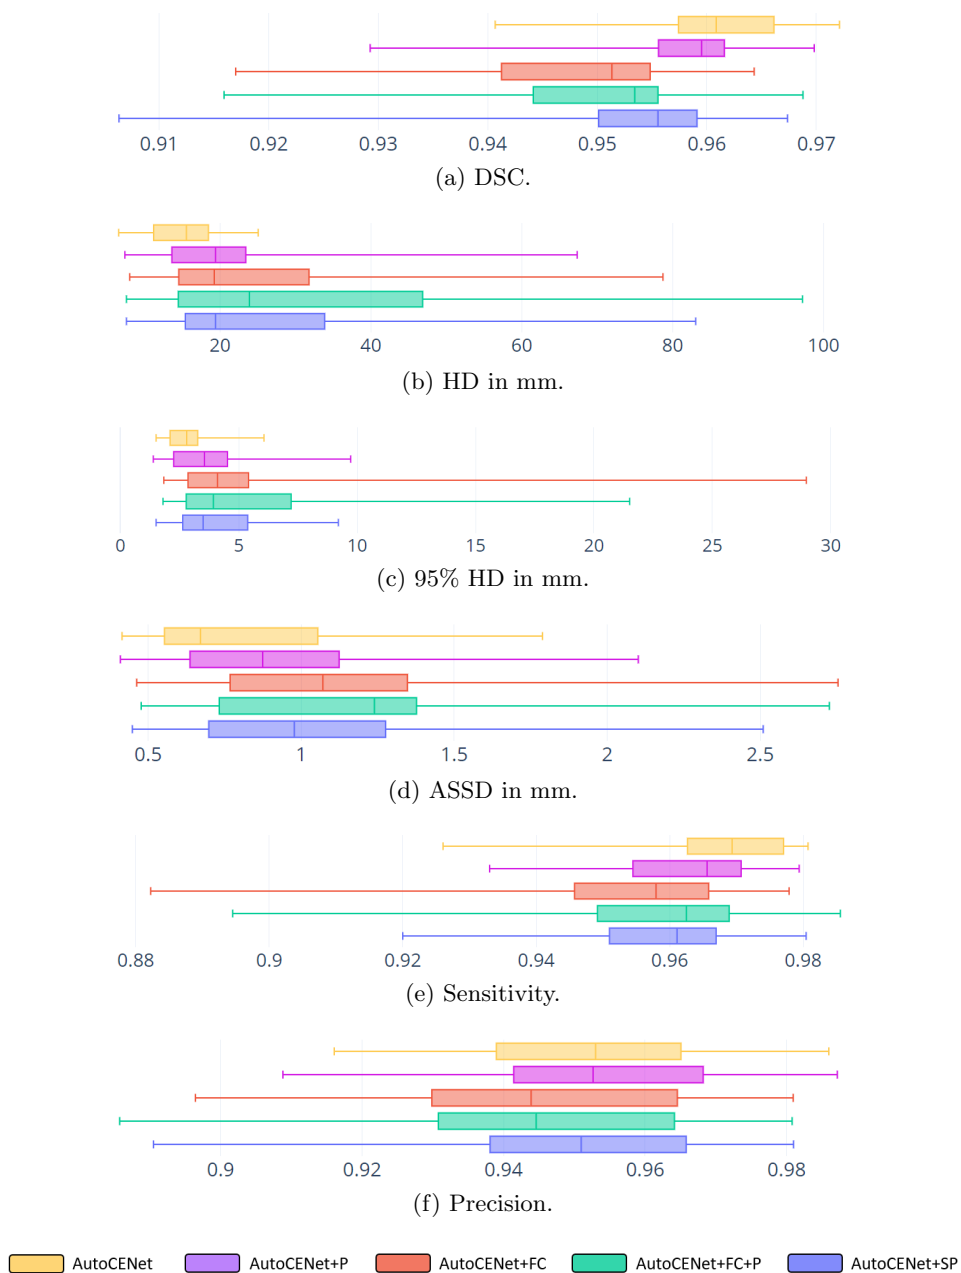 0.91 0.92 0.93 0.94 0.95 0.96 0.97
(a) DSC.
20 40 60 80 100
(b) HD in mm.
0 5 10 15 20 25 30
(c) 95% HD in mm.
0.5 1 1.5 2 2.5
(d) ASSD in mm.
0.88 0.9 0.92 0.94 0.96 0.98
(e) Sensitivity.
0.9 0.92 0.94 0.96 0.98
(f) Precision.
AutoCENet AutoCENet+P AutoCENet+FC AutoCENet+FC+P AutoCENet+SP